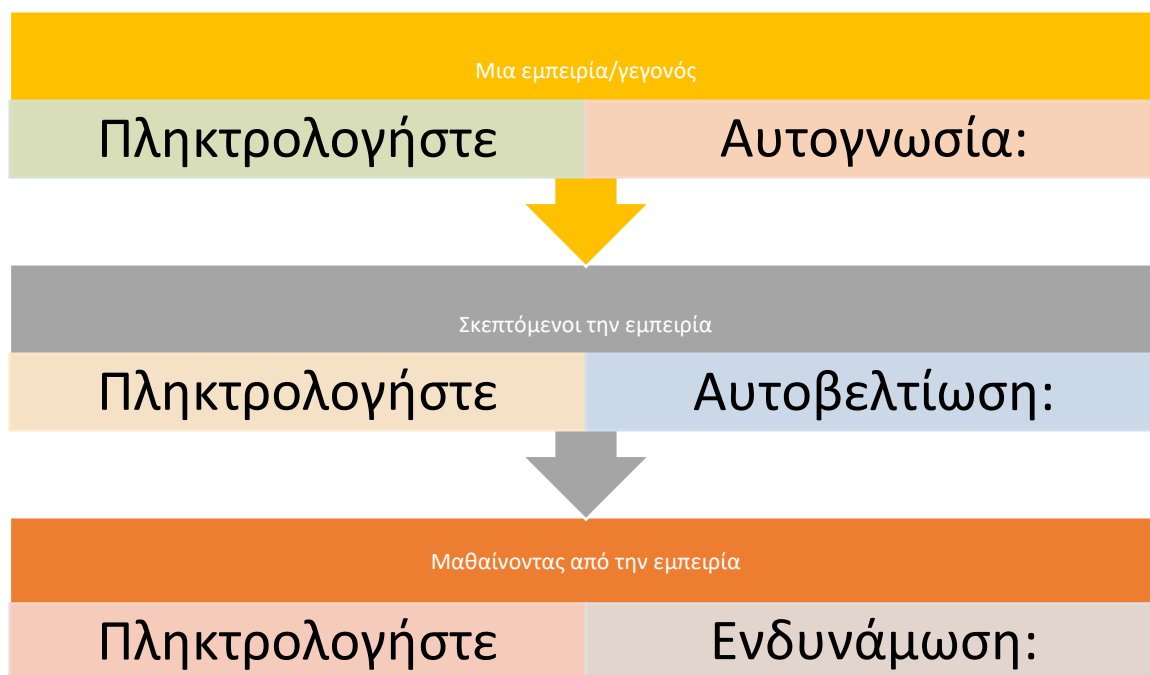 Μια εμπειρία/γεγονός
Πληκτρολογήστε
Αυτογνωσία:
Σκεπτόμενοι την εμπειρία
Πληκτρολογήστε
Αυτοβελτίωση:
Μαθαίνοντας από την εμπειρία
Πληκτρολογήστε
Ενδυνάμωση: